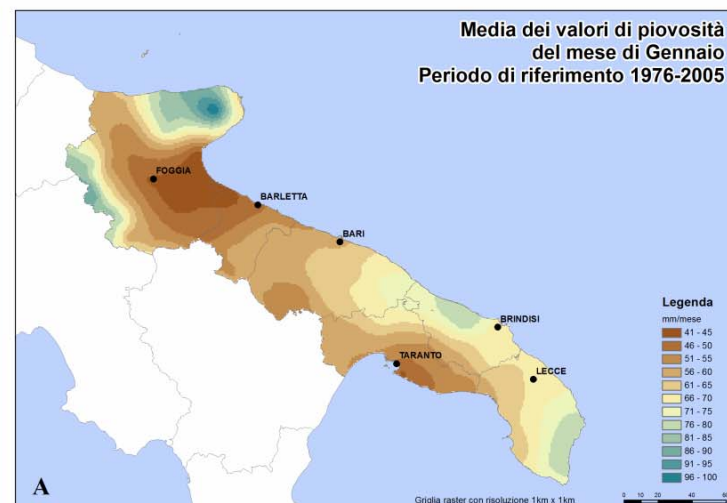 Media dei valori di piovosità
del mese di Gennaio
Periodo di riferimento 1976-2005
FOGGIA
BARLETTA
BARI
BRINDISI
TARANTO
LECCE
Legenda
mm/mese
41 - 45
46 - 50
51 - 55
56 - 60
61 - 65
66 - 70
71 - 75
76 - 80
81 - 85
86 - 90
91 - 95
96 - 100
A
0 10 20 40 60
Griglia raster con risoluzione 1km x 1km